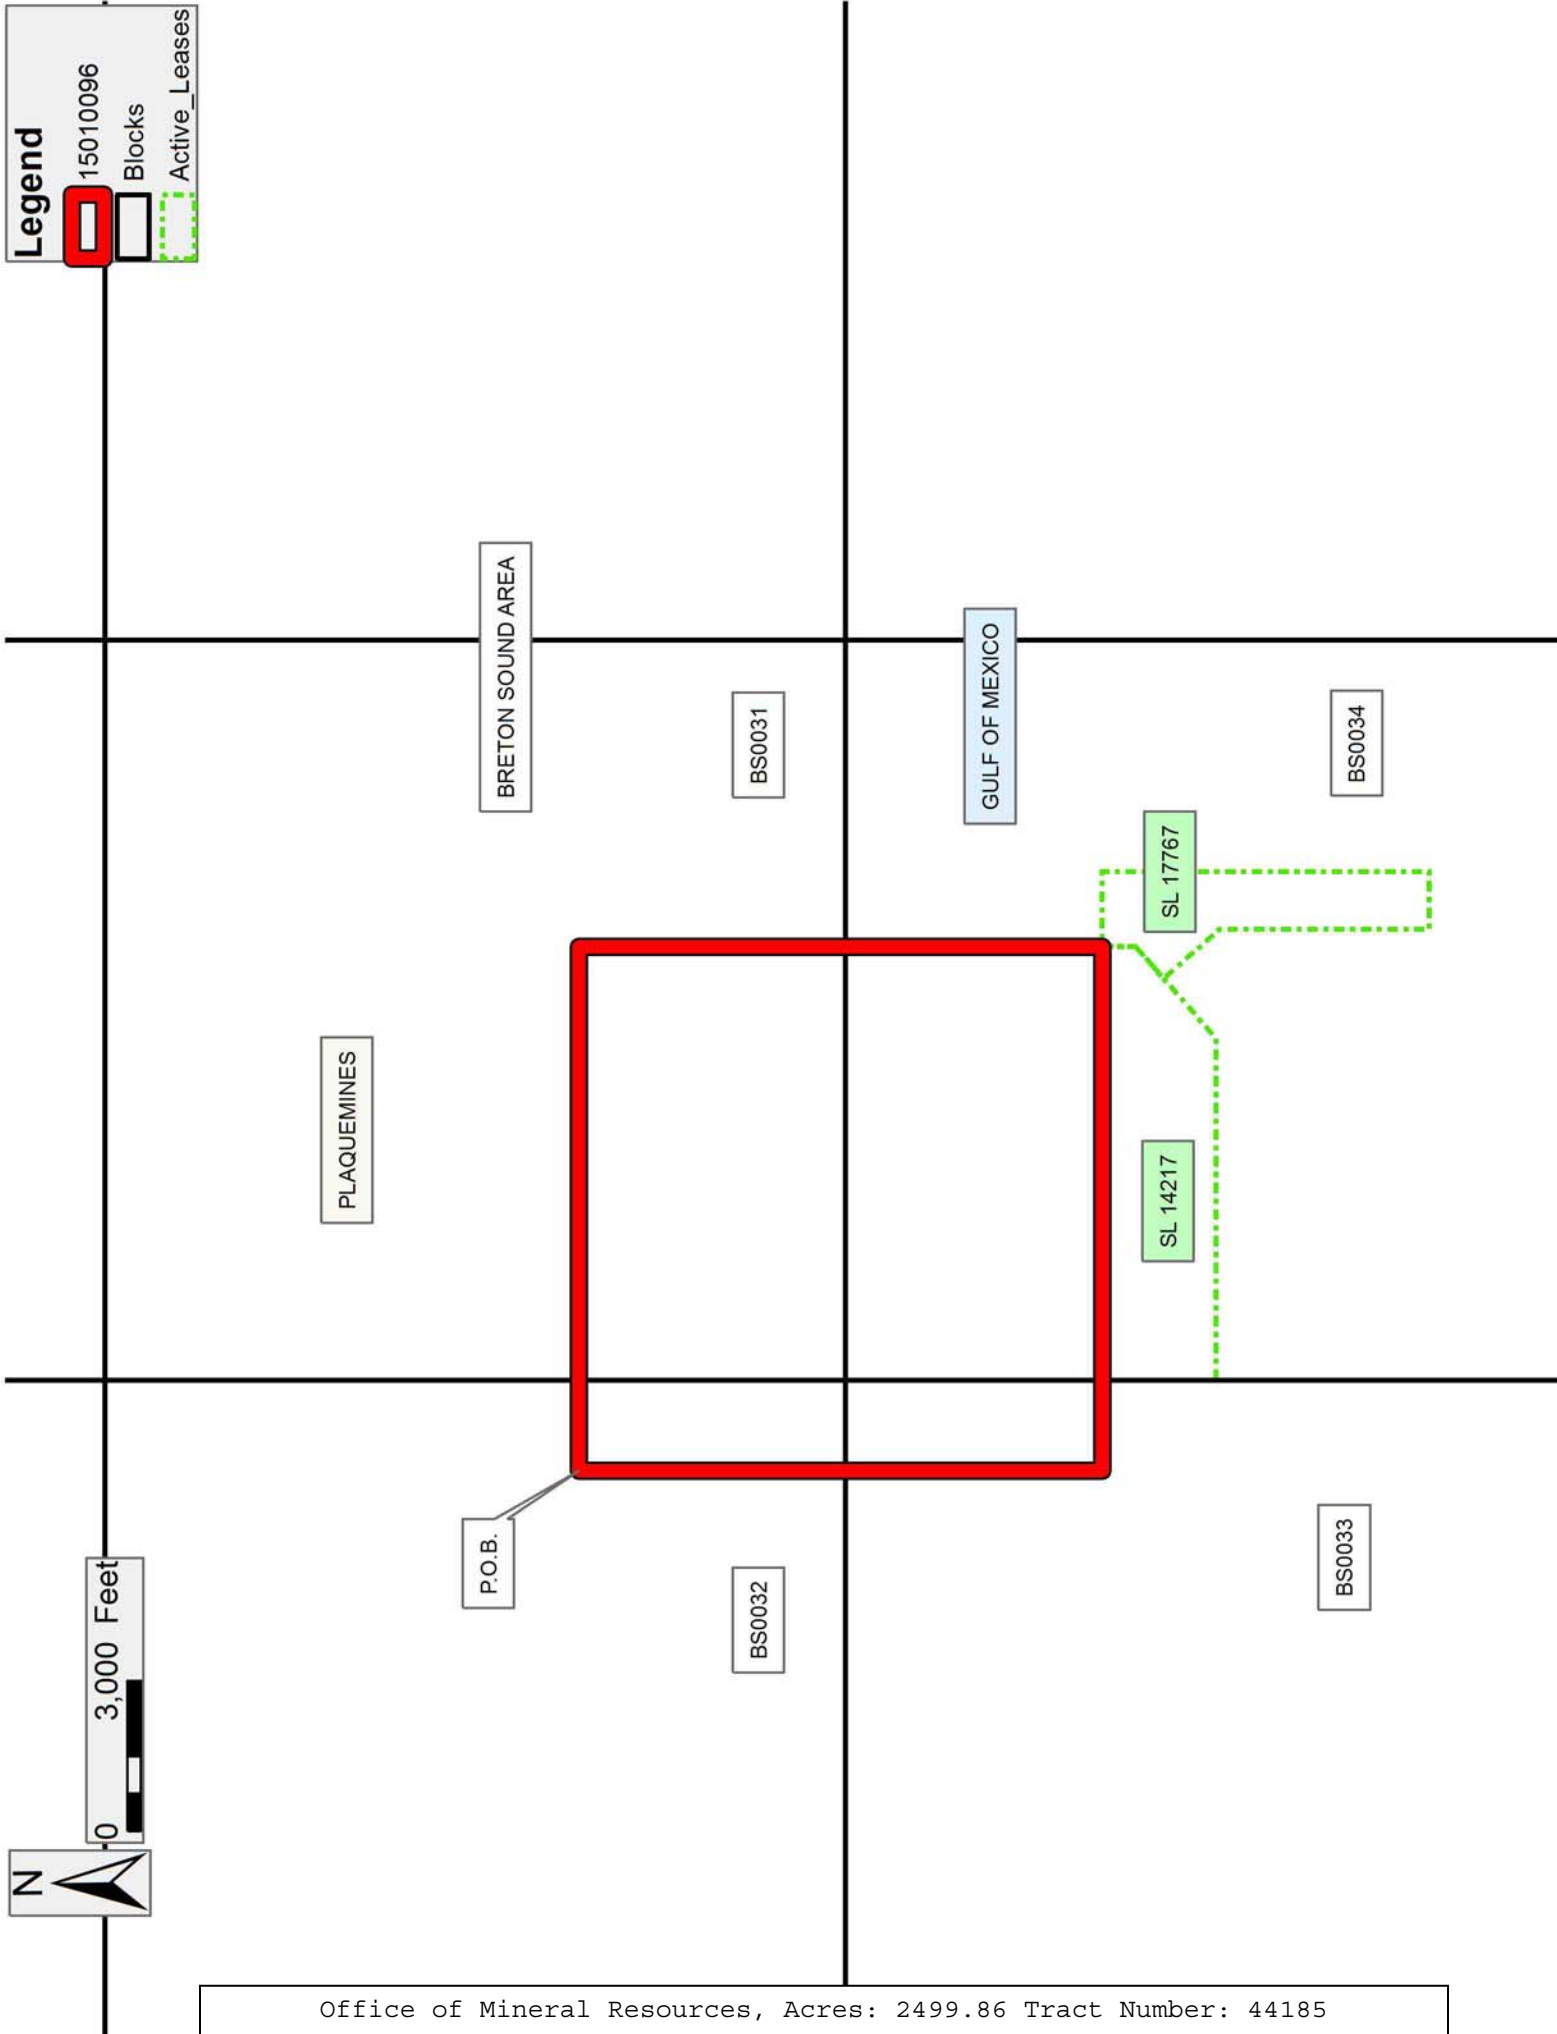 Legend
15010096
Blocks
Active_Leases
BRETON SOUND AREA
BS0031
GULF OF MEXICO
BS0034
SL 17767
PLAQUEMINES
SL 14217
P.O.B.
BS0032
BS0033
0 3,000 Feet
N
Office of Mineral Resources, Acres: 2499.86 Tract Number: 44185